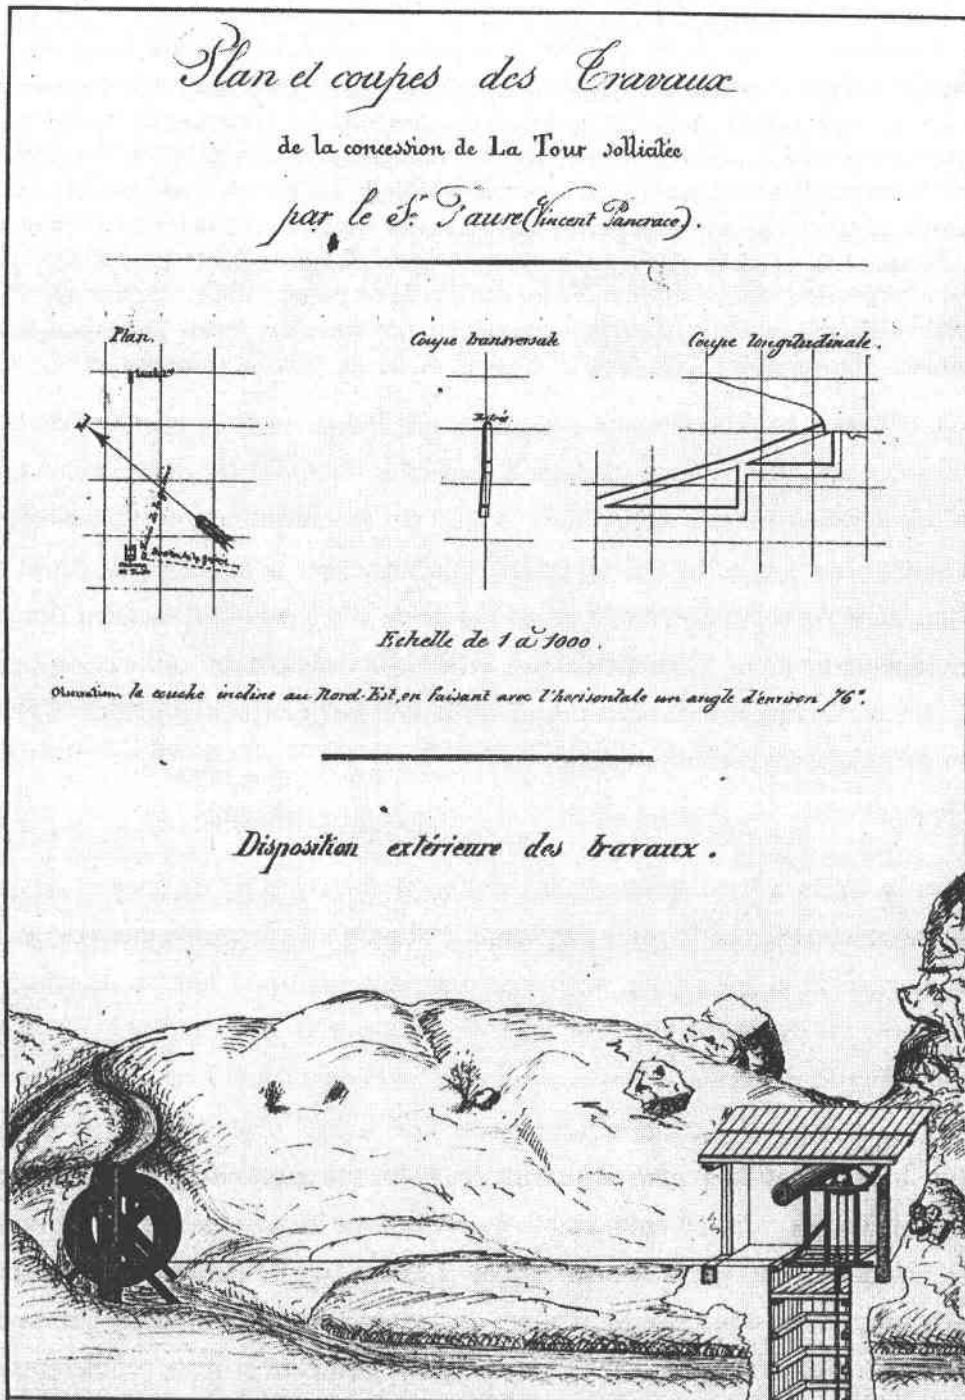 Plan et coupes des Travaux
de la concession de La Tour sollicitée
par le Sr. Faure (Vincent Pancrace).
Plan.
Coupe transversale
Coupe longitudinale.
Echelle de 1 à 1000.
Observation. la couche incline au Nord-Est, en faisant avec l'horisontale un angle d'environ 76°.
Disposition extérieure des travaux.